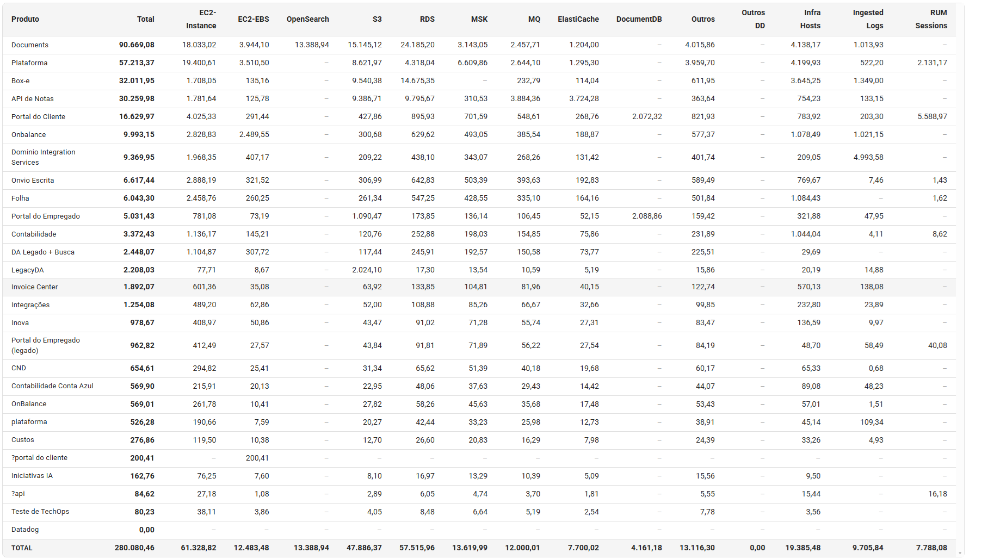 Produto Total EC2-Instance EC2-EBS OpenSearch S3 RDS MSK MQ ElastiCache DocumentDB Outros Outros DD Infra Hosts Ingested Logs RUM Sessions
Documents 90.669,08 18.033,02 3.944,10 13.388,94 15.145,12 24.185,20 3.143,05 2.457,71 1.204,00 – 4.015,86 – 4.138,17 1.013,93 –
Plataforma 57.213,37 19.400,61 3.510,50 – 8.621,97 4.318,04 6.609,86 2.644,10 1.295,30 – 3.959,70 – 4.199,93 522,20 2.131,17
Box-e 32.011,95 1.708,05 135,16 – 9.540,38 14.675,35 – 232,79 114,04 – 611,95 – 3.645,25 1.349,00 –
API de Notas 30.259,98 1.781,64 125,78 – 9.386,71 9.795,67 310,53 3.884,36 3.724,28 – 363,64 – 754,23 133,15 –
Portal do Cliente 16.629,97 4.025,33 291,44 – 427,86 895,93 701,59 548,61 268,76 2.072,32 821,93 – 783,92 203,30 5.588,97
Onbalance 9.993,15 2.828,83 2.489,55 – 300,68 629,62 493,05 385,54 188,87 – 577,37 – 1.078,49 1.021,15 –
Dominio Integration Services 9.369,95 1.968,35 407,17 – 209,22 438,10 343,07 268,26 131,42 – 401,74 – 209,05 4.993,58 –
Onvio Escrita 6.617,44 2.888,19 321,52 – 306,99 642,83 503,39 393,63 192,83 – 589,49 – 769,67 7,46 1,43
Folha 6.043,30 2.458,76 260,25 – 261,34 547,25 428,55 335,10 164,16 – 501,84 – 1.084,43 – 1,62
Portal do Empregado 5.031,43 781,08 73,19 – 1.090,47 173,85 136,14 106,45 52,15 2.088,86 159,42 – 321,88 47,95 –
Contabilidade 3.372,43 1.136,17 145,21 – 120,76 252,88 198,03 154,85 75,86 – 231,89 – 1.044,04 4,11 8,62
DA Legado + Busca 2.448,07 1.104,87 307,72 – 117,44 245,91 192,57 150,58 73,77 – 225,51 – 29,69 – –
LegacyDA 2.208,03 77,71 8,67 – 2.024,10 17,30 13,54 10,59 5,19 – 15,86 – 20,19 14,88 –
Invoice Center 1.892,07 601,36 35,08 – 63,92 133,85 104,81 81,96 40,15 – 122,74 – 570,13 138,08 –
Integrações 1.254,08 489,20 62,86 – 52,00 108,88 85,26 66,67 32,66 – 99,85 – 232,80 23,89 –
Inova 978,67 408,97 50,86 – 43,47 91,02 71,28 55,74 27,31 – 83,47 – 136,59 9,97 –
Portal do Empregado (legado) 962,82 412,49 27,57 – 43,84 91,81 71,89 56,22 27,54 – 84,19 – 48,70 58,49 40,08
CND 654,61 294,82 25,41 – 31,34 65,62 51,39 40,18 19,68 – 60,17 – 65,33 0,68 –
Contabilidade Conta Azul 569,90 215,91 20,13 – 22,95 48,06 37,63 29,43 14,42 – 44,07 – 89,08 48,23 –
OnBalance 569,01 261,78 10,41 – 27,82 58,26 45,63 35,68 17,48 – 53,43 – 57,01 1,51 –
plataforma 526,28 190,66 7,59 – 20,27 42,44 33,23 25,98 12,73 – 38,91 – 45,14 109,34 –
Custos 276,86 119,50 10,38 – 12,70 26,60 20,83 16,29 7,98 – 24,39 – 33,26 4,93 –
?portal do cliente 200,41 – 200,41 – – – – – – – – – – – –
Iniciativas IA 162,76 76,25 7,60 – 8,10 16,97 13,29 10,39 5,09 – 15,56 – 9,50 – –
?api 84,62 27,18 1,08 – 2,89 6,05 4,74 3,70 1,81 – 5,55 – 15,44 – 16,18
Teste de TechOps 80,23 38,11 3,86 – 4,05 8,48 6,64 5,19 2,54 – 7,78 – 3,56 – –
Datadog 0,00 – – – – – – – – – – – – – –
TOTAL 280.080,46 61.328,82 12.483,48 13.388,94 47.886,37 57.515,96 13.619,99 12.000,01 7.700,02 4.161,18 13.116,30 0,00 19.385,48 9.705,84 7.788,08